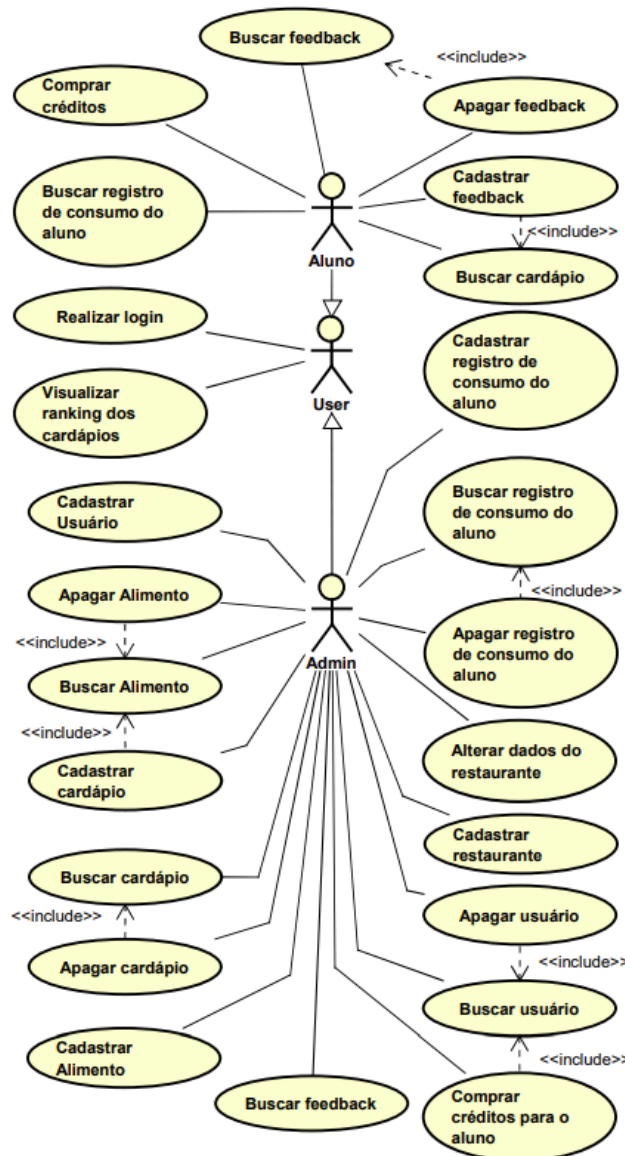 Buscar feedback
<<include>>
Comprar
créditos
Apagar feedback
Buscar registro
de consumo do
aluno
Cadastrar
feedback
<<include>>
Aluno
Buscar cardápio
Realizar login
Cadastrar
registro de
consumo do
aluno
User
Visualizar
ranking dos
cardápios
Cadastrar
Usuário
Buscar registro
de consumo do
aluno
Apagar Alimento
<<include>>
<<include>>
Apagar registro
de consumo do
aluno
Admin
Buscar Alimento
<<include>>
Cadastrar
cardápio
Alterar dados do
restaurante
Cadastrar
restaurante
Buscar cardápio
<<include>>
Apagar usuário
Apagar cardápio
<<include>>
Buscar usuário
Cadastrar
Alimento
<<include>>
Buscar feedback
Comprar
créditos para o
aluno